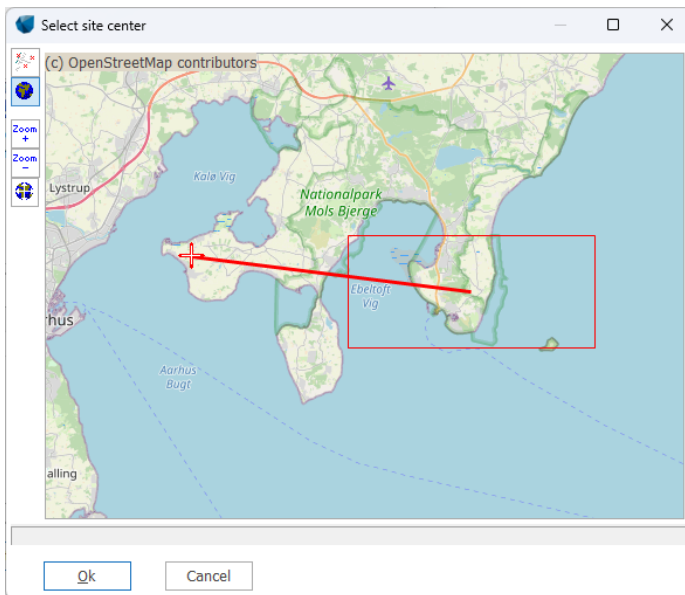 Select site center
(c) OpenStreetMap contributors
Zoom
+
Zoom
−
Kalø Vig
Lystrup
Nationalpark
Mols Bjerge
Ebeltoft
Vig
rhus
Aarhus
Bugt
alling
Ok
Cancel